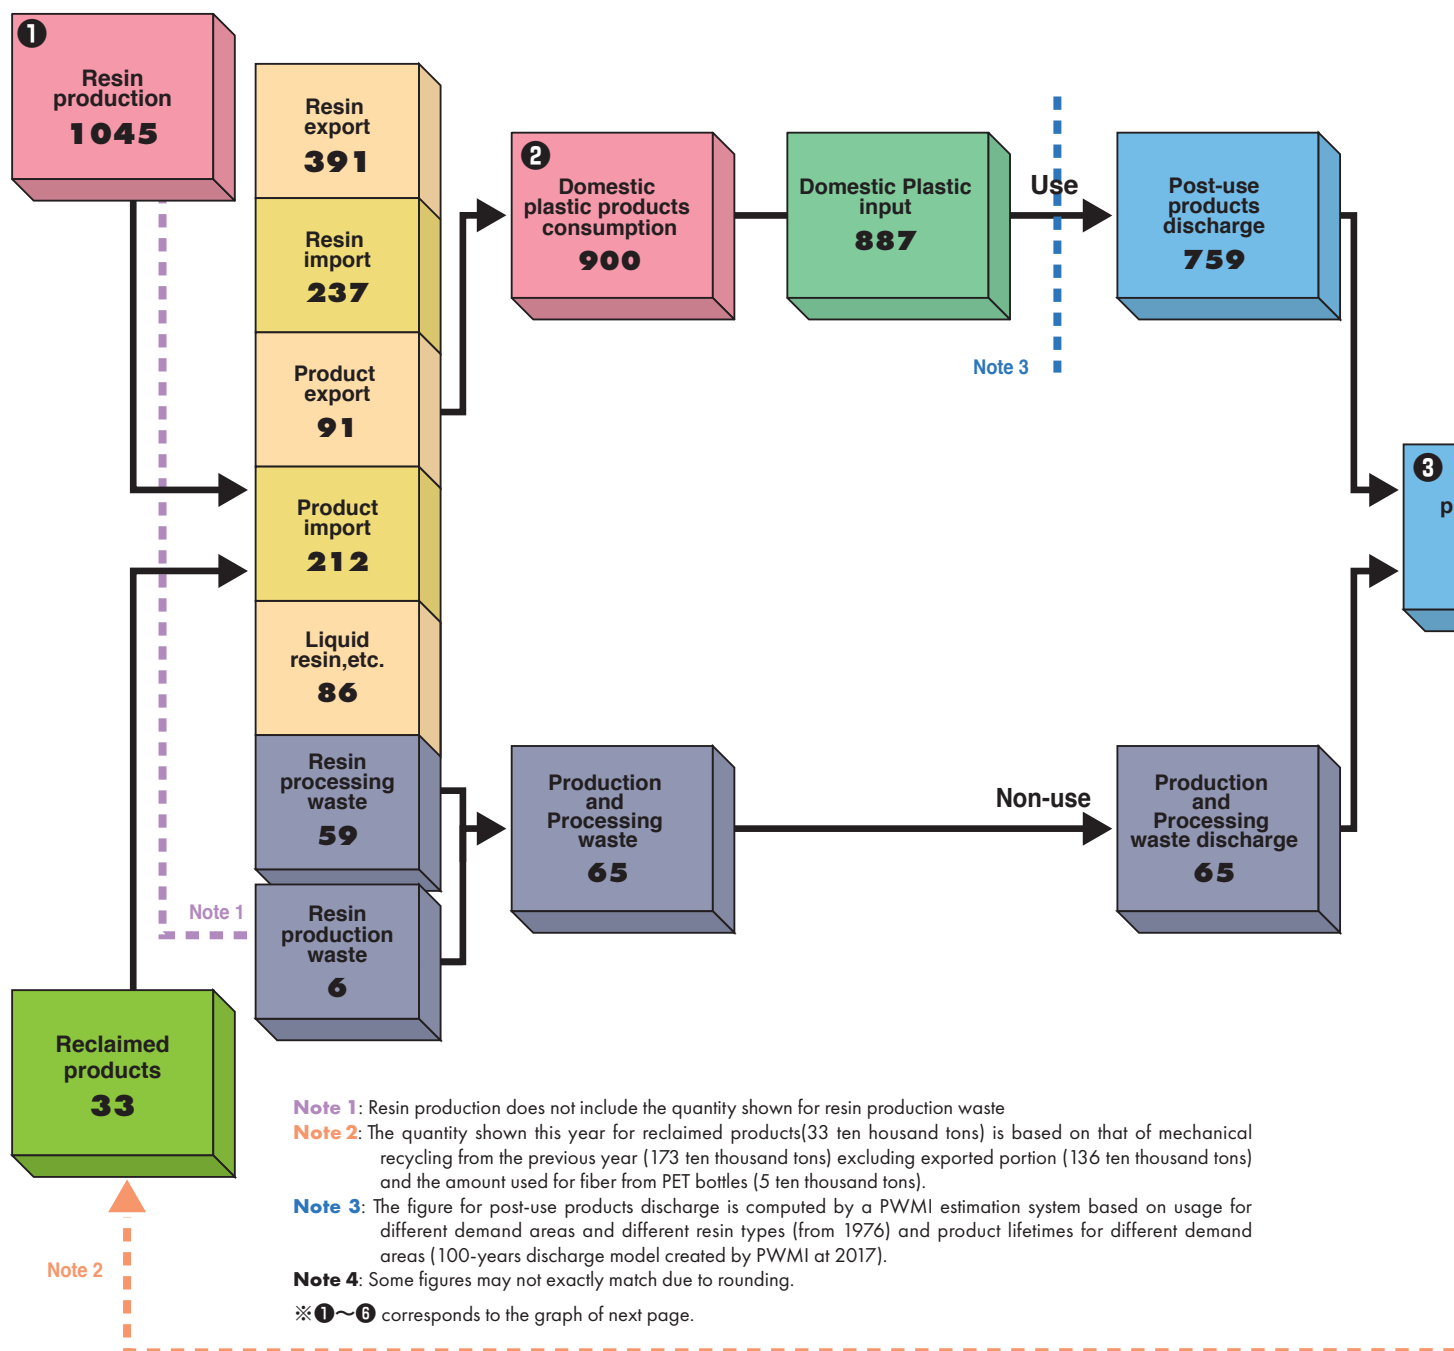 ❶
Resin
production
1045
Resin
export
391
Resin
import
237
Product
export
91
Product
import
212
Liquid
resin,etc.
86
Resin
processing
waste
59
Resin
production
waste
6
Note 1
Reclaimed
products
33
Note 2
❷
Domestic
plastic products
consumption
900
Domestic Plastic
input
887
Use
Note 3
Post-use
products
discharge
759
Production
and
Processing
waste
65
Non-use
Production
and
Processing
waste discharge
65
❸
p
Note 1: Resin production does not include the quantity shown for resin production waste
Note 2: The quantity shown this year for reclaimed products(33 ten housand tons) is based on that of mechanical
recycling from the previous year (173 ten thousand tons) excluding exported portion (136 ten thousand tons)
and the amount used for fiber from PET bottles (5 ten thousand tons).
Note 3: The figure for post-use products discharge is computed by a PWMI estimation system based on usage for
different demand areas and different resin types (from 1976) and product lifetimes for different demand
areas (100-years discharge model created by PWMI at 2017).
Note 4: Some figures may not exactly match due to rounding.
※❶〜❻ corresponds to the graph of next page.